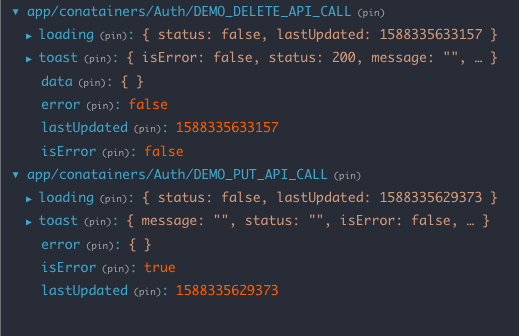 ▼ app/conatainers/Auth/DEMO_DELETE_API_CALL (pin)
▶ loading (pin): { status: false, lastUpdated: 1588335633157 }
▶ toast (pin): { isError: false, status: 200, message: "", … }
data (pin): { }
error (pin): false
lastUpdated (pin): 1588335633157
isError (pin): false
▼ app/conatainers/Auth/DEMO_PUT_API_CALL (pin)
▶ loading (pin): { status: false, lastUpdated: 1588335629373 }
▶ toast (pin): { message: "", status: "", isError: false, … }
error (pin): { }
isError (pin): true
lastUpdated (pin): 1588335629373